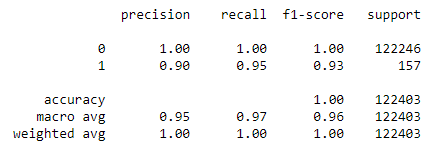 precision recall f1-score support
0 1.00 1.00 1.00 122246
1 0.90 0.95 0.93 157
accuracy 1.00 122403
macro avg 0.95 0.97 0.96 122403
weighted avg 1.00 1.00 1.00 122403